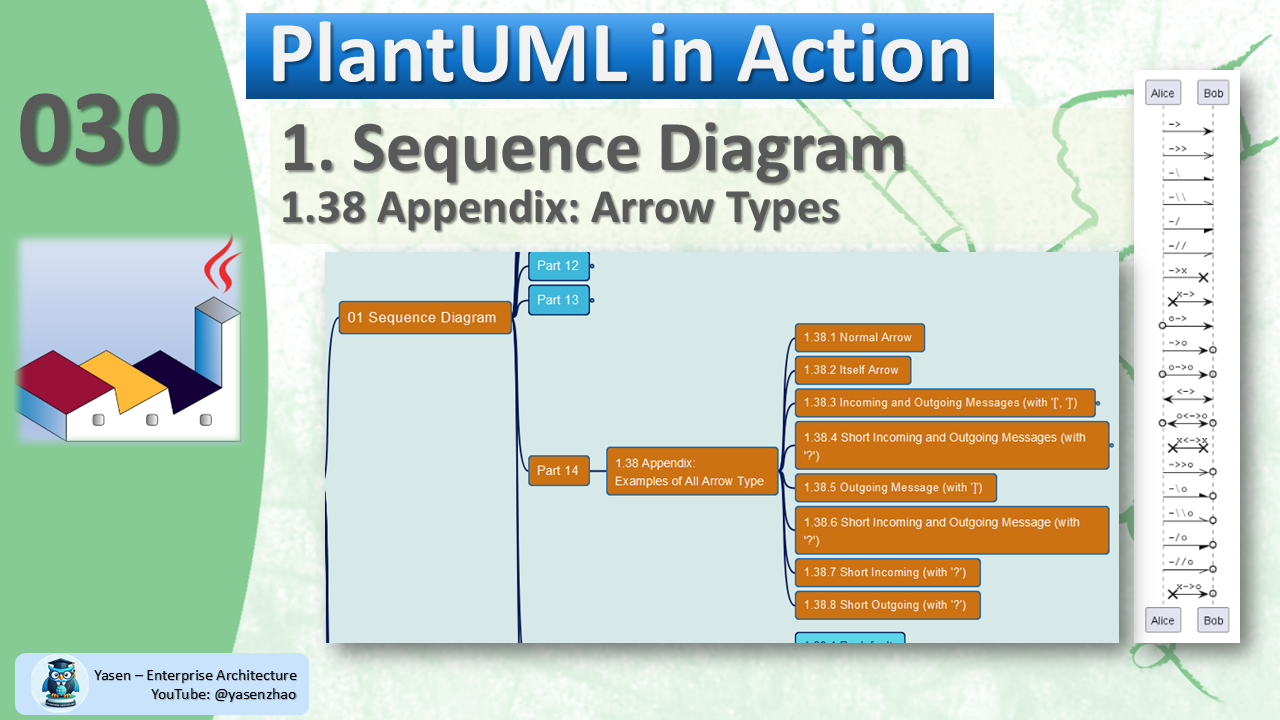 PlantUML in Action
030
1. Sequence Diagram
1.38 Appendix: Arrow Types
Part 12
Part 13
01 Sequence Diagram
Part 14
1.38 Appendix:
Examples of All Arrow Type
1.38.1 Normal Arrow
1.38.2 Itself Arrow
1.38.3 Incoming and Outgoing Messages (with '[', ']')
1.38.4 Short Incoming and Outgoing Messages (with
'?')
1.38.5 Outgoing Message (with ']')
1.38.6 Short Incoming and Outgoing Message (with
'?')
1.38.7 Short Incoming (with '?')
1.38.8 Short Outgoing (with '?')
Alice Bob
->
->>
-\
-\\
-/
-//
->x
x->
o->
->o
o->o
<->
o<->o
x<->x
->>o
-\o
-\\o
-/o
-//o
x->o
Alice Bob
Yasen – Enterprise Architecture
YouTube: @yasenzhao